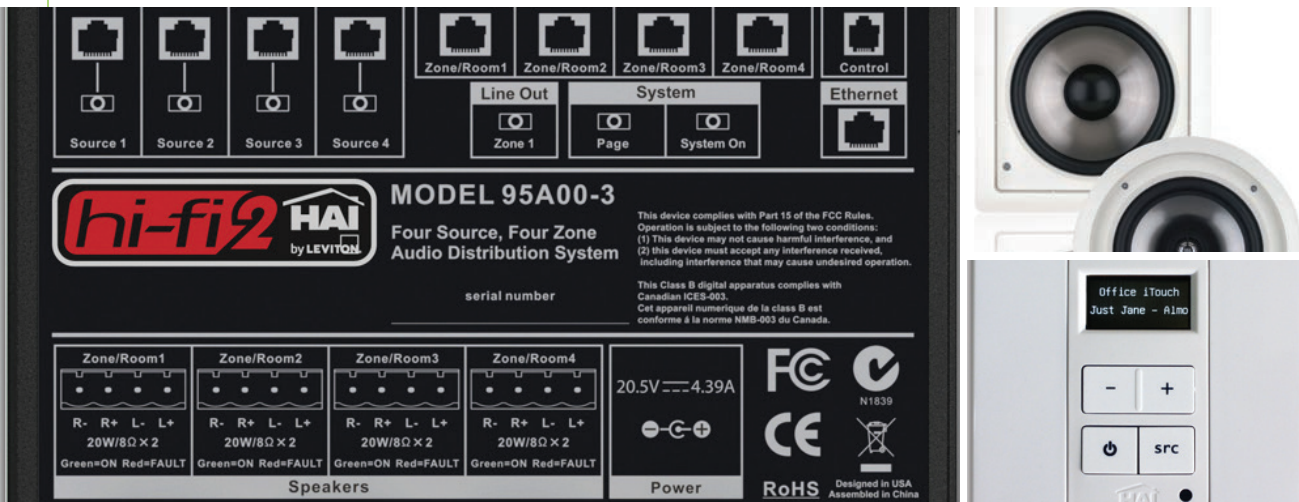 Source 1 Source 2 Source 3 Source 4
Zone/Room1 Zone/Room2 Zone/Room3 Zone/Room4 Control
Line Out System Ethernet
Zone 1 Page System On
hi-fi2 HAI
by LEVITON
MODEL 95A00-3
Four Source, Four Zone
Audio Distribution System
serial number
This device complies with Part 15 of the FCC Rules.
Operation is subject to the following two conditions:
(1) This device may not cause harmful interference, and
(2) this device must accept any interference received,
including interference that may cause undesired operation.
This Class B digital apparatus complies with
Canadian ICES-003.
Cet appareil numerique de la class B est
conforme á la norme NMB-003 du Canada.
Zone/Room1 Zone/Room2 Zone/Room3 Zone/Room4
R- R+ L- L+ R- R+ L- L+ R- R+ L- L+ R- R+ L- L+
20W/8Ω×2 20W/8Ω×2 20W/8Ω×2 20W/8Ω×2
Green=ON Red=FAULT Green=ON Red=FAULT Green=ON Red=FAULT Green=ON Red=FAULT
Speakers
20.5V 4.39A
Power
FC
N1839
CE
RoHS
Designed in USA
Assembled in China
Office iTouch
Just Jane - Almo
- +
src
HAI